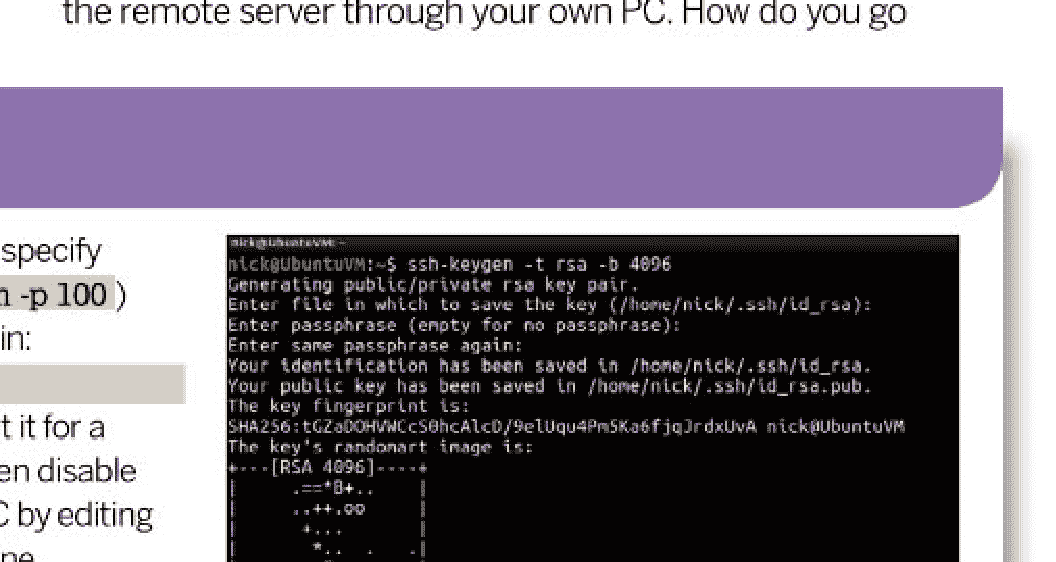 the remote server through your own PC. How do you go
specify
-p 100 )
in:
t it for a
en disable
C by editing
nick@UbuntuVM: ~
nick@UbuntuVM:~$ ssh-keygen -t rsa -b 4096
Generating public/private rsa key pair.
Enter file in which to save the key (/home/nick/.ssh/id_rsa):
Enter passphrase (empty for no passphrase):
Enter same passphrase again:
Your identification has been saved in /home/nick/.ssh/id_rsa.
Your public key has been saved in /home/nick/.ssh/id_rsa.pub.
The key fingerprint is:
nick@UbuntuVM
The key's randomart image is:
+---[RSA 4096]----+